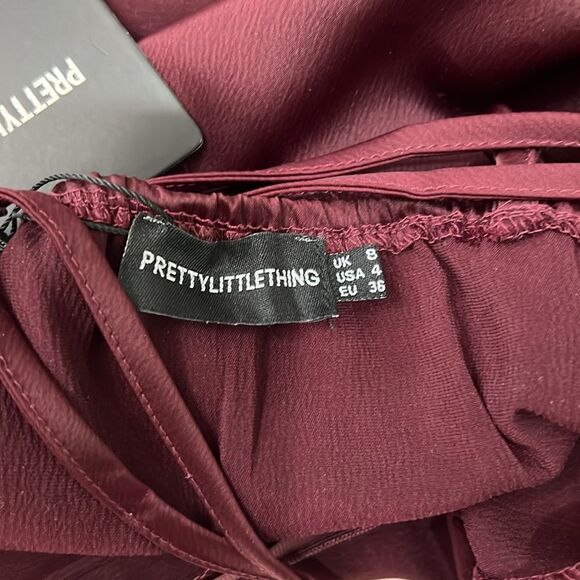 PRETTYL
PRETTYLITTLETHING
UK 8
USA 4
EU 36